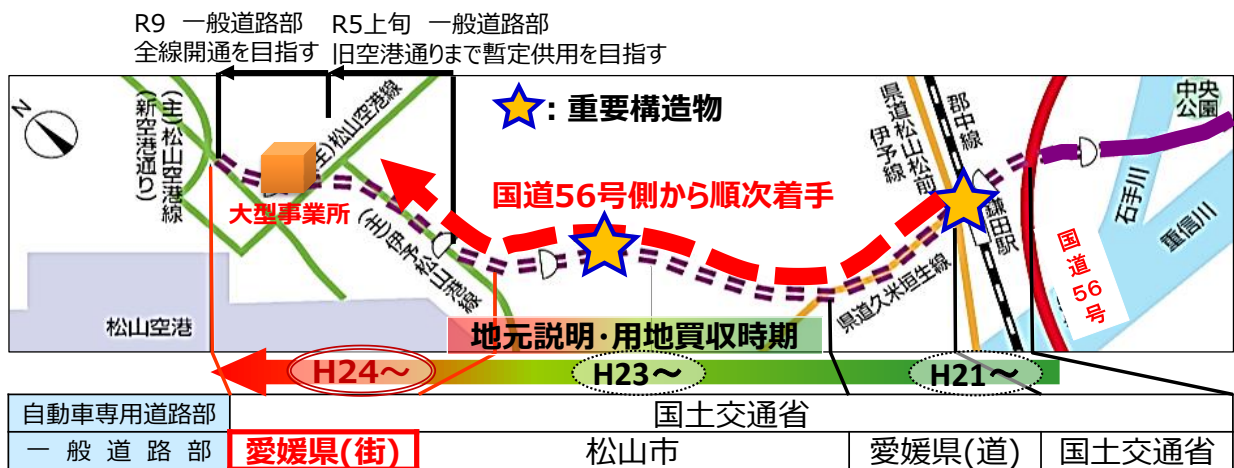 R9 一般道路部
全線開通を目指す
R5上旬 一般道路部
旧空港通りまで暫定供用を目指す
N
(主)松山空港線
(新空港通り)
(主)松山空港線
大型事業所
(主)伊予松山港線
松山空港
：重要構造物
国道56号側から順次着手
県道松山松前
伊予線
郡中線
鎌田駅
県道久米垣生線
中央
公園
石手川
重信川
国道56号
地元説明・用地買収時期
H24～
H23～
H21～
自動車専用道路部 国土交通省
一般道路部 愛媛県(街) 松山市 愛媛県(道) 国土交通省